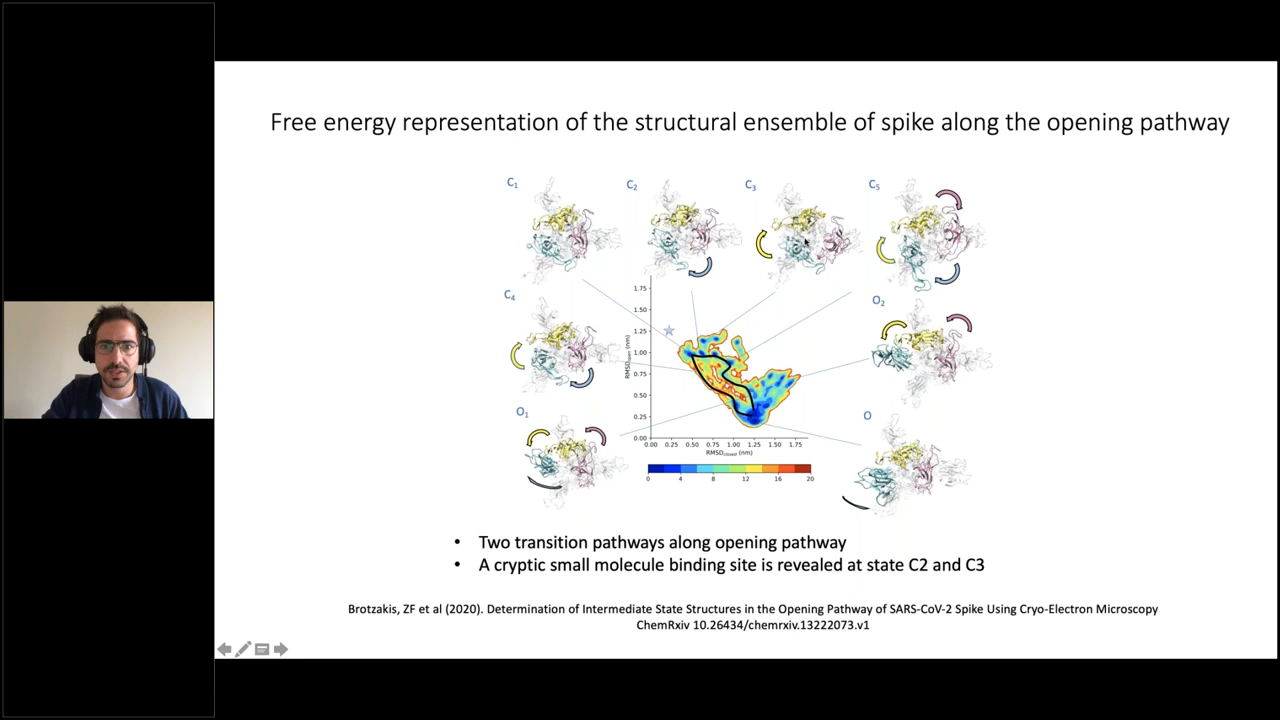 Free energy representation of the structural ensemble of spike along the opening pathway
C1
C2
C3
C5
C4
O2
O1
O
1.75
1.50
1.25
1.00
0.75
0.50
0.25
0.00
0.00 0.25 0.50 0.75 1.00 1.25 1.50 1.75
RMSDclosed (nm)
0 4 8 12 16 20
• Two transition pathways along opening pathway
• A cryptic small molecule binding site is revealed at state C2 and C3
Brotzakis, ZF et al (2020). Determination of Intermediate State Structures in the Opening Pathway of SARS-CoV-2 Spike Using Cryo-Electron Microscopy
ChemRxiv 10.26434/chemrxiv.13222073.v1